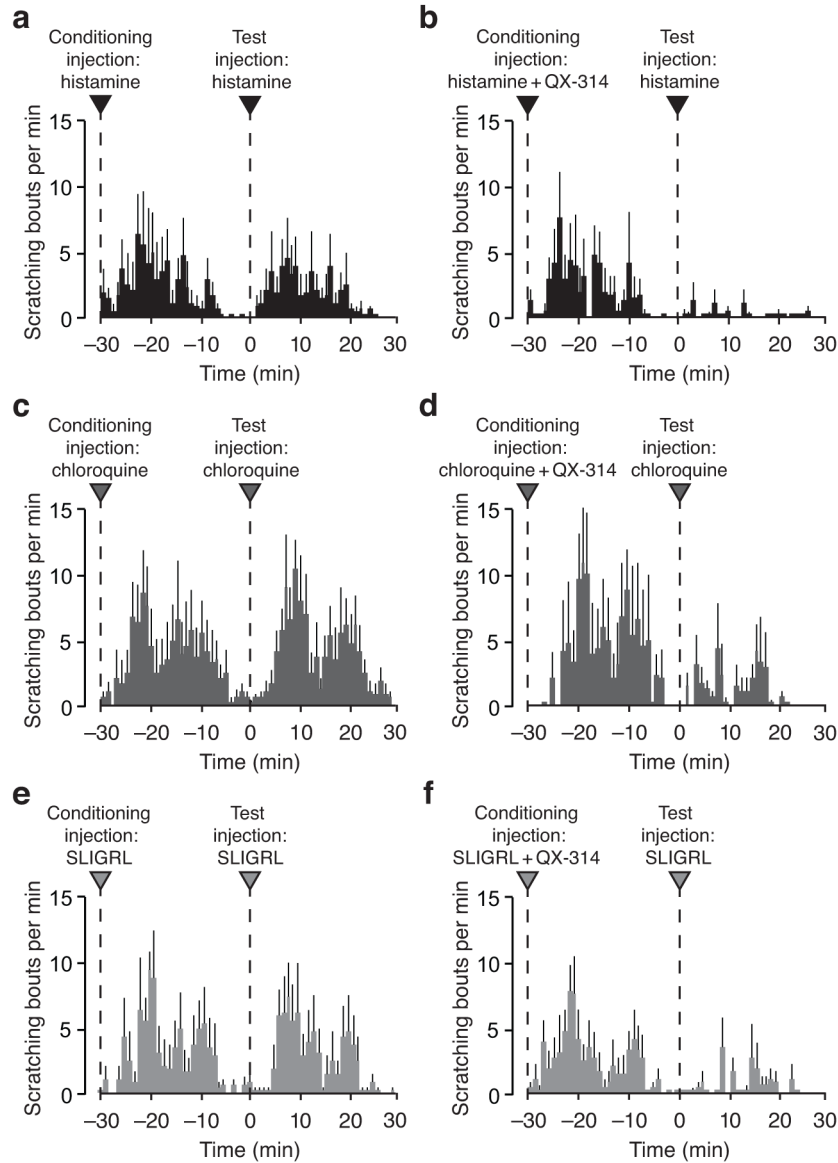 a
Conditioning
injection:
histamine
Test
injection:
histamine
Scratching bouts per min
15
10
5
0
–30 –20 –10 0 10 20 30
Time (min)
b
Conditioning
injection:
histamine + QX-314
Test
injection:
histamine
Scratching bouts per min
15
10
5
0
–30 –20 –10 0 10 20 30
Time (min)
c
Conditioning
injection:
chloroquine
Test
injection:
chloroquine
Scratching bouts per min
15
10
5
0
–30 –20 –10 0 10 20 30
Time (min)
d
Conditioning
injection:
chloroquine + QX-314
Test
injection:
chloroquine
Scratching bouts per min
15
10
5
0
–30 –20 –10 0 10 20 30
Time (min)
e
Conditioning
injection:
SLIGRL
Test
injection:
SLIGRL
Scratching bouts per min
15
10
5
0
–30 –20 –10 0 10 20 30
Time (min)
f
Conditioning
injection:
SLIGRL + QX-314
Test
injection:
SLIGRL
Scratching bouts per min
15
10
5
0
–30 –20 –10 0 10 20 30
Time (min)